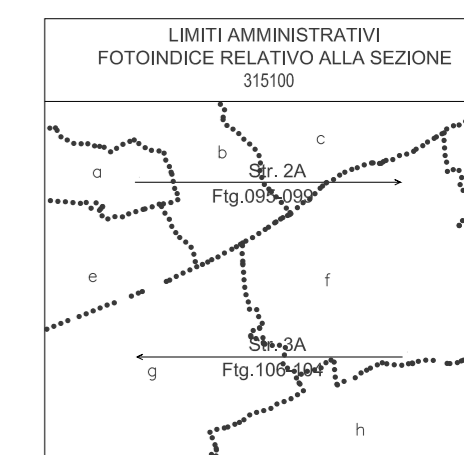 LIMITI AMMINISTRATIVI
FOTOINDICE RELATIVO ALLA SEZIONE
315100
b
c
a
Str. 2A
Ftg.095-099
e
f
Str. 3A
g
Ftg.106-104
h